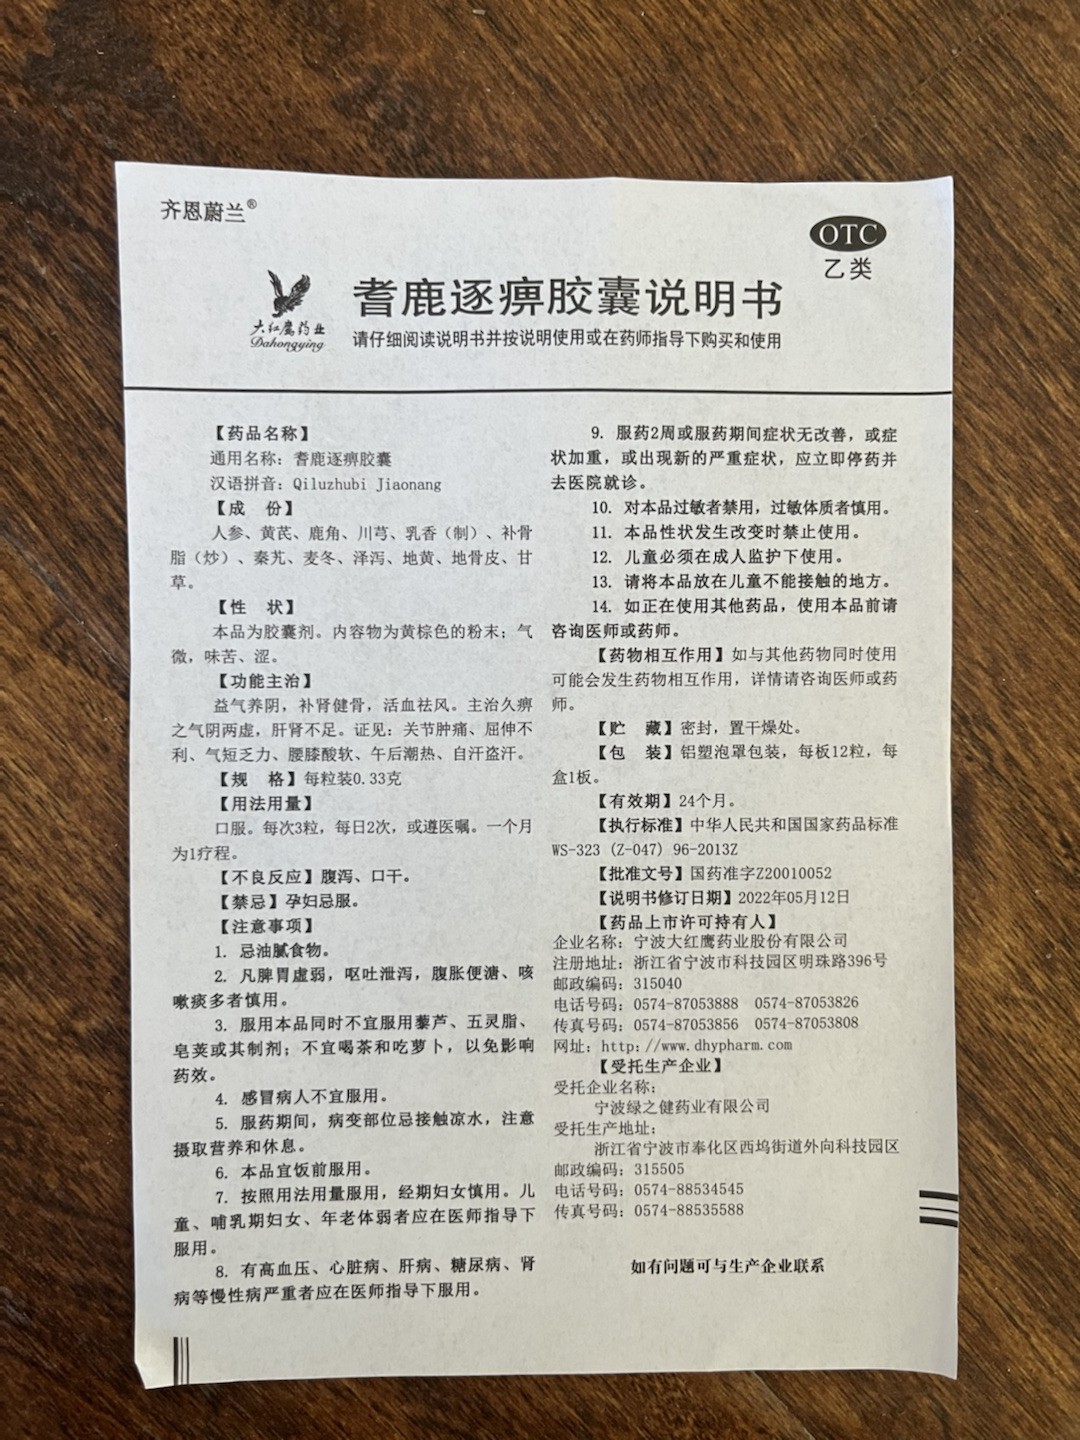 齐恩蔚兰®
OTC
乙类
大红鹰药业
Dahongying
耆鹿逐痹胶囊说明书
请仔细阅读说明书并按说明使用或在药师指导下购买和使用
【药品名称】
通用名称：耆鹿逐痹胶囊
汉语拼音：Qiluzhubi Jiaonang
【成　份】
人参、黄芪、鹿角、川芎、乳香（制）、补骨
脂（炒）、秦艽、麦冬、泽泻、地黄、地骨皮、甘
草。
【性　状】
本品为胶囊剂。内容物为黄棕色的粉末；气
微，味苦、涩。
【功能主治】
益气养阴，补肾健骨，活血祛风。主治久痹
之气阴两虚，肝肾不足。证见：关节肿痛、屈伸不
利、气短乏力、腰膝酸软、午后潮热、自汗盗汗。
【规　格】每粒装0.33克
【用法用量】
口服。每次3粒，每日2次，或遵医嘱。一个月
为1疗程。
【不良反应】腹泻、口干。
【禁忌】孕妇忌服。
【注意事项】
1. 忌油腻食物。
2. 凡脾胃虚弱，呕吐泄泻，腹胀便溏、咳
嗽痰多者慎用。
3. 服用本品同时不宜服用藜芦、五灵脂、
皂荚或其制剂；不宜喝茶和吃萝卜，以免影响
药效。
4. 感冒病人不宜服用。
5. 服药期间，病变部位忌接触凉水，注意
摄取营养和休息。
6. 本品宜饭前服用。
7. 按照用法用量服用，经期妇女慎用。儿
童、哺乳期妇女、年老体弱者应在医师指导下
服用。
8. 有高血压、心脏病、肝病、糖尿病、肾
病等慢性病严重者应在医师指导下服用。
9. 服药2周或服药期间症状无改善，或症
状加重，或出现新的严重症状，应立即停药并
去医院就诊。
10. 对本品过敏者禁用，过敏体质者慎用。
11. 本品性状发生改变时禁止使用。
12. 儿童必须在成人监护下使用。
13. 请将本品放在儿童不能接触的地方。
14. 如正在使用其他药品，使用本品前请
咨询医师或药师。
【药物相互作用】如与其他药物同时使用
可能会发生药物相互作用，详情请咨询医师或药
师。
【贮　藏】密封，置干燥处。
【包　装】铝塑泡罩包装，每板12粒，每
盒1板。
【有效期】24个月。
【执行标准】中华人民共和国国家药品标准
WS-323 (Z-047) 96-2013Z
【批准文号】国药准字Z20010052
【说明书修订日期】2022年05月12日
【药品上市许可持有人】
企业名称：宁波大红鹰药业股份有限公司
注册地址：浙江省宁波市科技园区明珠路396号
邮政编码：315040
电话号码：0574-87053888　0574-87053826
传真号码：0574-87053856　0574-87053808
网址：http://www.dhypharm.com
【受托生产企业】
受托企业名称：
宁波绿之健药业有限公司
受托生产地址：
浙江省宁波市奉化区西坞街道外向科技园区
邮政编码：315505
电话号码：0574-88534545
传真号码：0574-88535588
如有问题可与生产企业联系